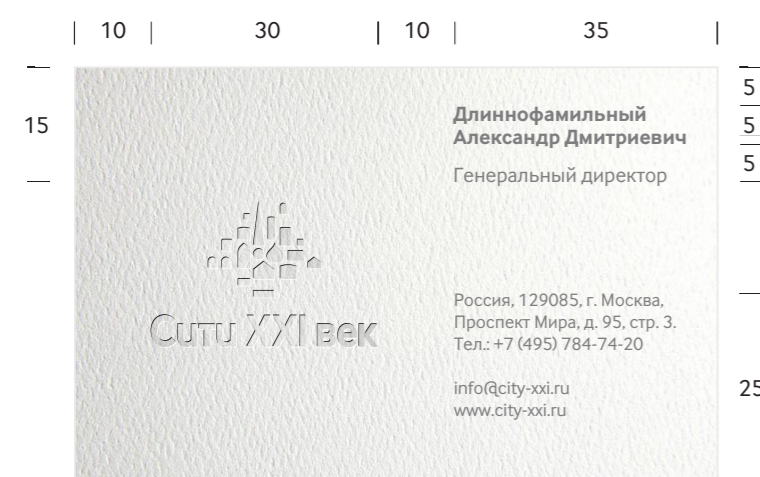 10 30 10 35
15
5
5
5
25
Длиннофамильный
Александр Дмитриевич
Генеральный директор
Сити XXI век
Россия, 129085, г. Москва,
Проспект Мира, д. 95, стр. 3.
Тел.: +7 (495) 784-74-20
info@city-xxi.ru
www.city-xxi.ru